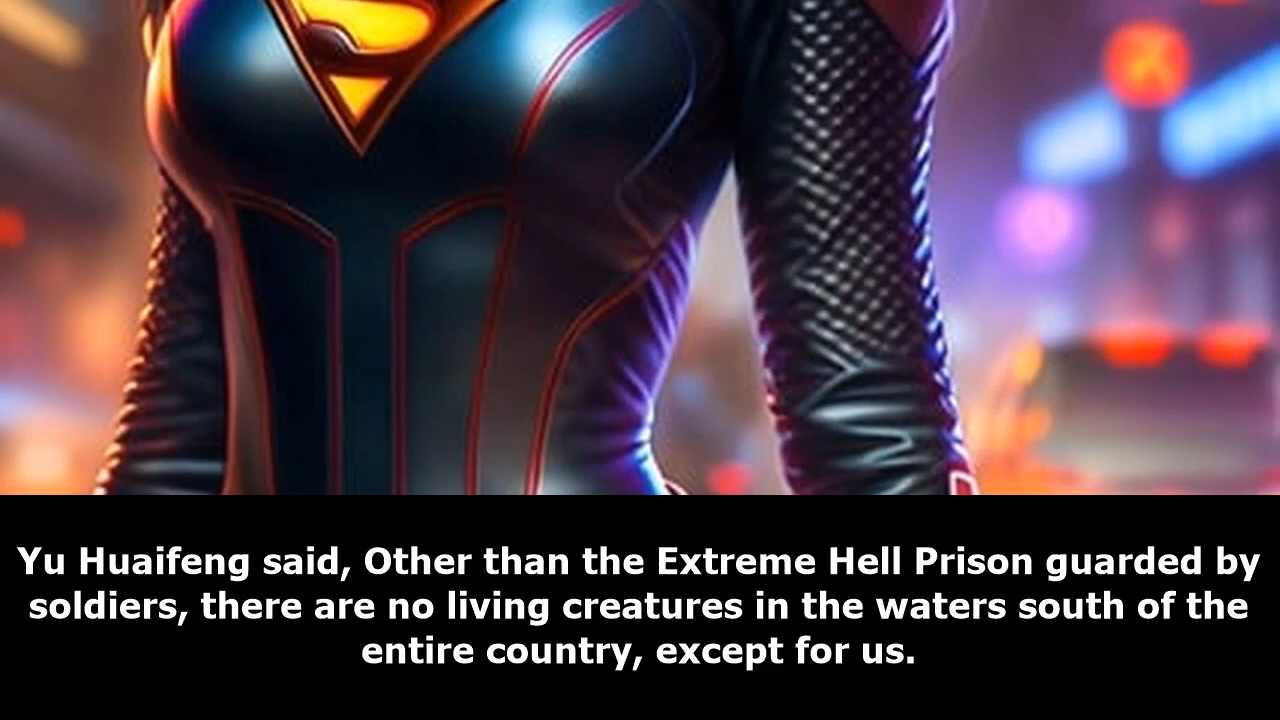 Yu Huaifeng said, Other than the Extreme Hell Prison guarded by
soldiers, there are no living creatures in the waters south of the
entire country, except for us.